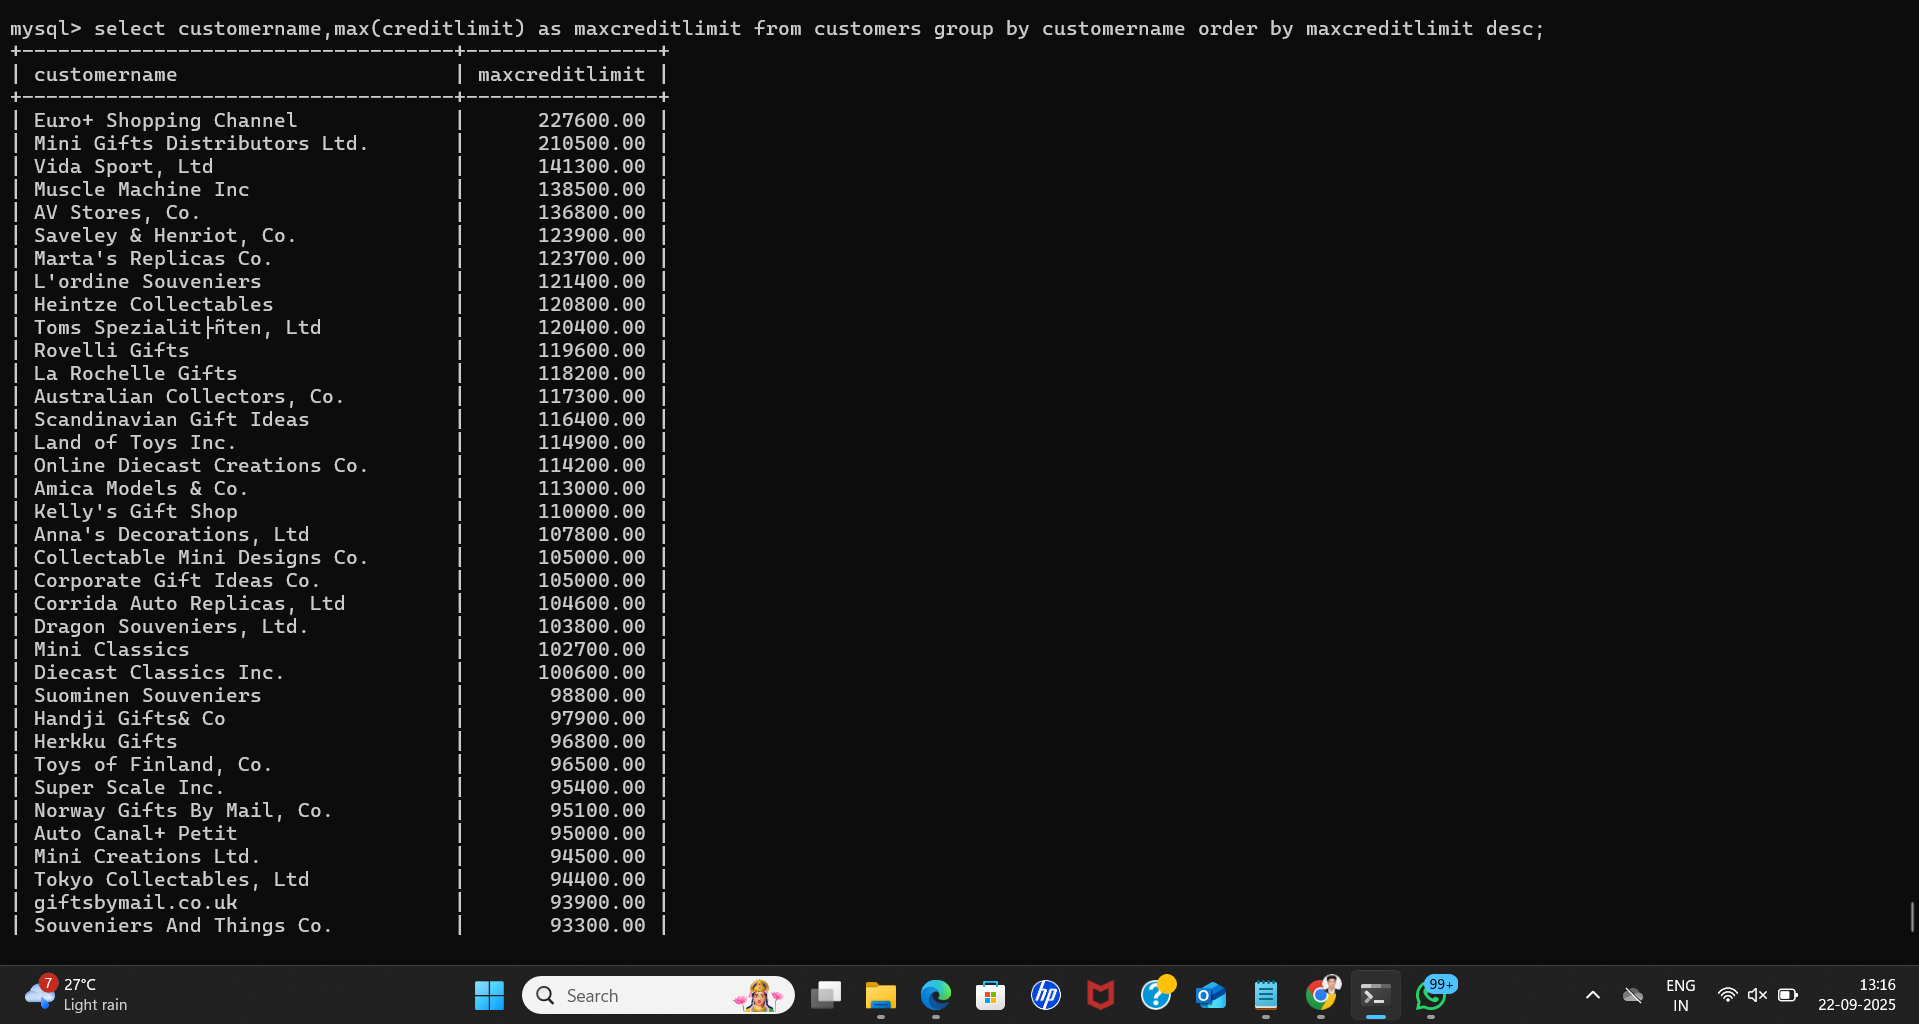 mysql> select customername,max(creditlimit) as maxcreditlimit from customers group by customername order by maxcreditlimit desc;
+------------------------------------+----------------+
| customername                       | maxcreditlimit |
+------------------------------------+----------------+
| Euro+ Shopping Channel             |      227600.00 |
| Mini Gifts Distributors Ltd.       |      210500.00 |
| Vida Sport, Ltd                    |      141300.00 |
| Muscle Machine Inc                 |      138500.00 |
| AV Stores, Co.                     |      136800.00 |
| Saveley & Henriot, Co.             |      123900.00 |
| Marta's Replicas Co.               |      123700.00 |
| L'ordine Souveniers                |      121400.00 |
| Heintze Collectables               |      120800.00 |
| Toms Spezialit├ñten, Ltd           |      120400.00 |
| Rovelli Gifts                      |      119600.00 |
| La Rochelle Gifts                  |      118200.00 |
| Australian Collectors, Co.         |      117300.00 |
| Scandinavian Gift Ideas            |      116400.00 |
| Land of Toys Inc.                  |      114900.00 |
| Online Diecast Creations Co.       |      114200.00 |
| Amica Models & Co.                 |      113000.00 |
| Kelly's Gift Shop                  |      110000.00 |
| Anna's Decorations, Ltd            |      107800.00 |
| Collectable Mini Designs Co.       |      105000.00 |
| Corporate Gift Ideas Co.           |      105000.00 |
| Corrida Auto Replicas, Ltd         |      104600.00 |
| Dragon Souveniers, Ltd.            |      103800.00 |
| Mini Classics                      |      102700.00 |
| Diecast Classics Inc.              |      100600.00 |
| Suominen Souveniers                |       98800.00 |
| Handji Gifts& Co                   |       97900.00 |
| Herkku Gifts                       |       96800.00 |
| Toys of Finland, Co.               |       96500.00 |
| Super Scale Inc.                   |       95400.00 |
| Norway Gifts By Mail, Co.          |       95100.00 |
| Auto Canal+ Petit                  |       95000.00 |
| Mini Creations Ltd.                |       94500.00 |
| Tokyo Collectables, Ltd            |       94400.00 |
| giftsbymail.co.uk                  |       93900.00 |
| Souveniers And Things Co.          |       93300.00 |
7
27°C
Light rain
Search
hp
99+
ENG
IN
13:16
22-09-2025